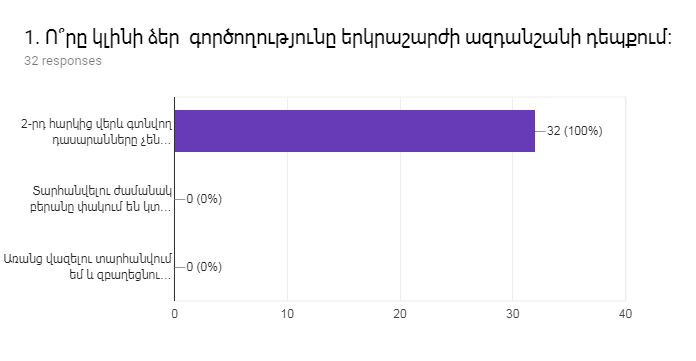 1. Ո՞րը կլինի ձեր գործողությունը երկրաշարժի ազդանշանի դեպքում:
32 responses
2-րդ հարկից վերև գտնվող
դասարանները չեն...
32 (100%)
Տարհանվելու ժամանակ
բերանը փակում են կտ...
0 (0%)
Առանց վազելու տարհանվում
եմ և զբաղեցնու...
0 (0%)
0
10
20
30
40